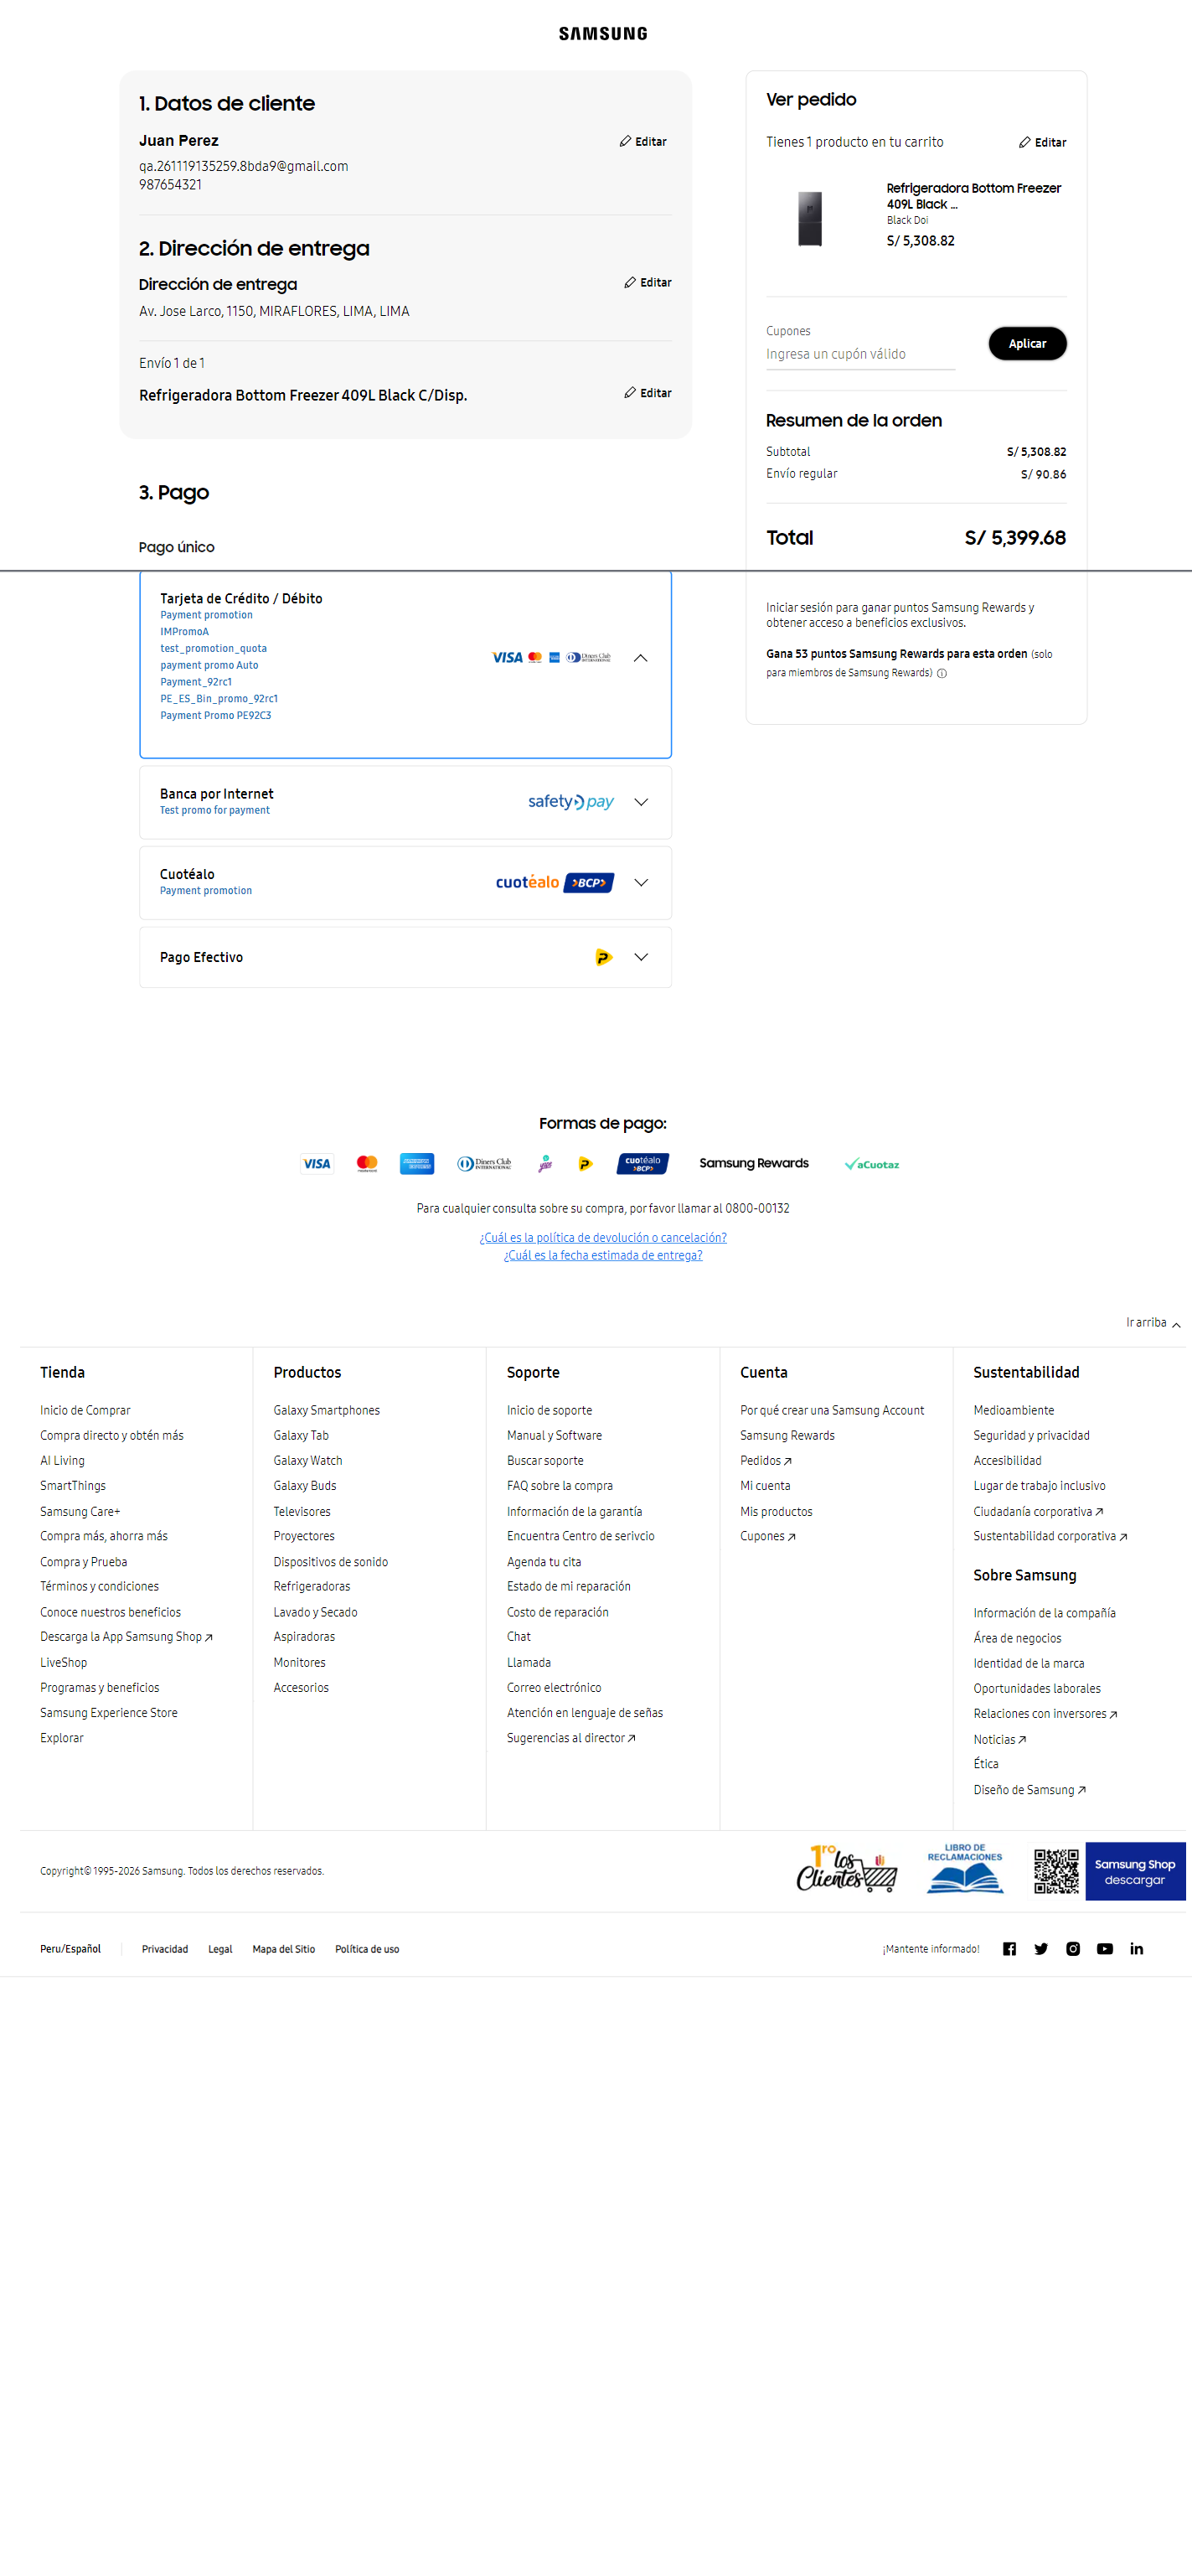 SAMSUNG
1. Datos de cliente
Juan Perez
Editar
qa.261119135259.8bda9@gmail.com
987654321
2. Dirección de entrega
Dirección de entrega
Editar
Av. Jose Larco, 1150, MIRAFLORES, LIMA, LIMA
Envío 1 de 1
Refrigeradora Bottom Freezer 409L Black C/Disp.
Editar
3. Pago
Pago único
Tarjeta de Crédito / Débito
Payment promotion
IMPromoA
test_promotion_quota
payment promo Auto
Payment_92rc1
PE_ES_Bin_promo_92rc1
Payment Promo PE92C3
VISA
Diners Club
INTERNATIONAL
Banca por Internet
Test promo for payment
safetypay
Cuotéalo
Payment promotion
cuotéalo BCP
Pago Efectivo
P
Ver pedido
Tienes 1 producto en tu carrito
Editar
Refrigeradora Bottom Freezer
409L Black ...
Black Doi
S/ 5,308.82
Cupones
Ingresa un cupón válido
Aplicar
Resumen de la orden
Subtotal S/ 5,308.82
Envío regular S/ 90.86
Total S/ 5,399.68
Iniciar sesión para ganar puntos Samsung Rewards y
obtener acceso a beneficios exclusivos.
Gana 53 puntos Samsung Rewards para esta orden (solo
para miembros de Samsung Rewards)
Formas de pago:
VISA
mastercard
AMERICAN EXPRESS
Diners Club
INTERNATIONAL
yape
P
cuotéalo
BCP
Samsung Rewards
aCuotaz
Para cualquier consulta sobre su compra, por favor llamar al 0800-00132
¿Cuál es la política de devolución o cancelación?
¿Cuál es la fecha estimada de entrega?
Ir arriba
Tienda
Inicio de Comprar
Compra directo y obtén más
AI Living
SmartThings
Samsung Care+
Compra más, ahorra más
Compra y Prueba
Términos y condiciones
Conoce nuestros beneficios
Descarga la App Samsung Shop
LiveShop
Programas y beneficios
Samsung Experience Store
Explorar
Productos
Galaxy Smartphones
Galaxy Tab
Galaxy Watch
Galaxy Buds
Televisores
Proyectores
Dispositivos de sonido
Refrigeradoras
Lavado y Secado
Aspiradoras
Monitores
Accesorios
Soporte
Inicio de soporte
Manual y Software
Buscar soporte
FAQ sobre la compra
Información de la garantía
Encuentra Centro de serivcio
Agenda tu cita
Estado de mi reparación
Costo de reparación
Chat
Llamada
Correo electrónico
Atención en lenguaje de señas
Sugerencias al director
Cuenta
Por qué crear una Samsung Account
Samsung Rewards
Pedidos
Mi cuenta
Mis productos
Cupones
Sustentabilidad
Medioambiente
Seguridad y privacidad
Accesibilidad
Lugar de trabajo inclusivo
Ciudadanía corporativa
Sustentabilidad corporativa
Sobre Samsung
Información de la compañía
Área de negocios
Identidad de la marca
Oportunidades laborales
Relaciones con inversores
Noticias
Ética
Diseño de Samsung
Copyright© 1995-2026 Samsung. Todos los derechos reservados.
1ro los
Clientes
LIBRO DE
RECLAMACIONES
Samsung Shop
descargar
Peru/Español
Privacidad
Legal
Mapa del Sitio
Política de uso
¡Mantente informado!